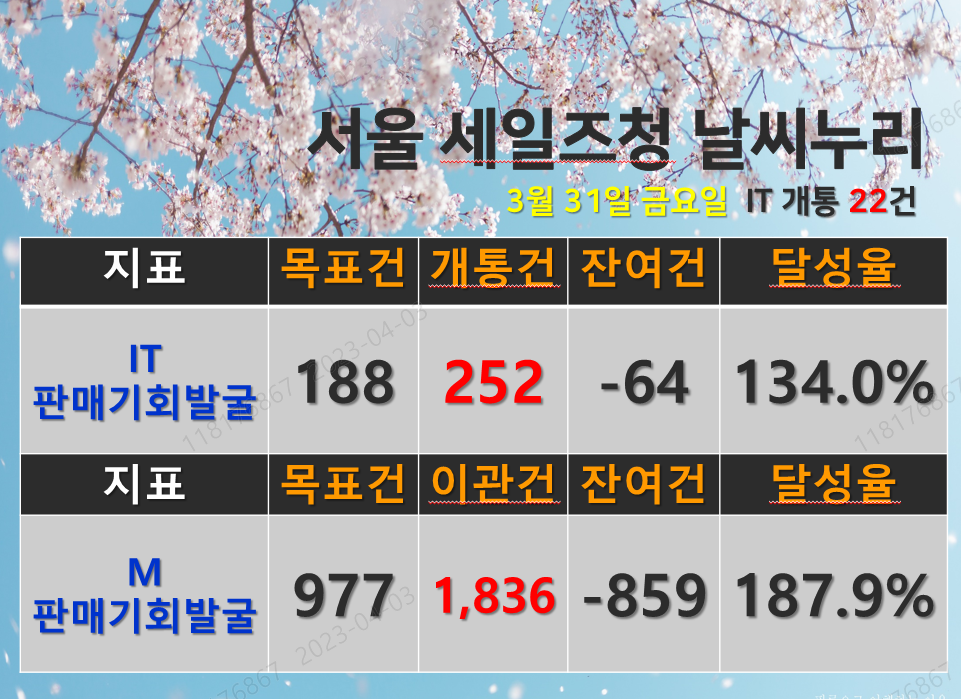 서울 세일즈청 날씨누리
3월 31일 금요일 IT 개통 22건
지표 목표건 개통건 잔여건 달성율
IT
판매기회발굴 188 252 -64 134.0%
지표 목표건 이관건 잔여건 달성율
M
판매기회발굴 977 1,836 -859 187.9%
118176867 2023-04-03
118176867
118176867 2023-04-03